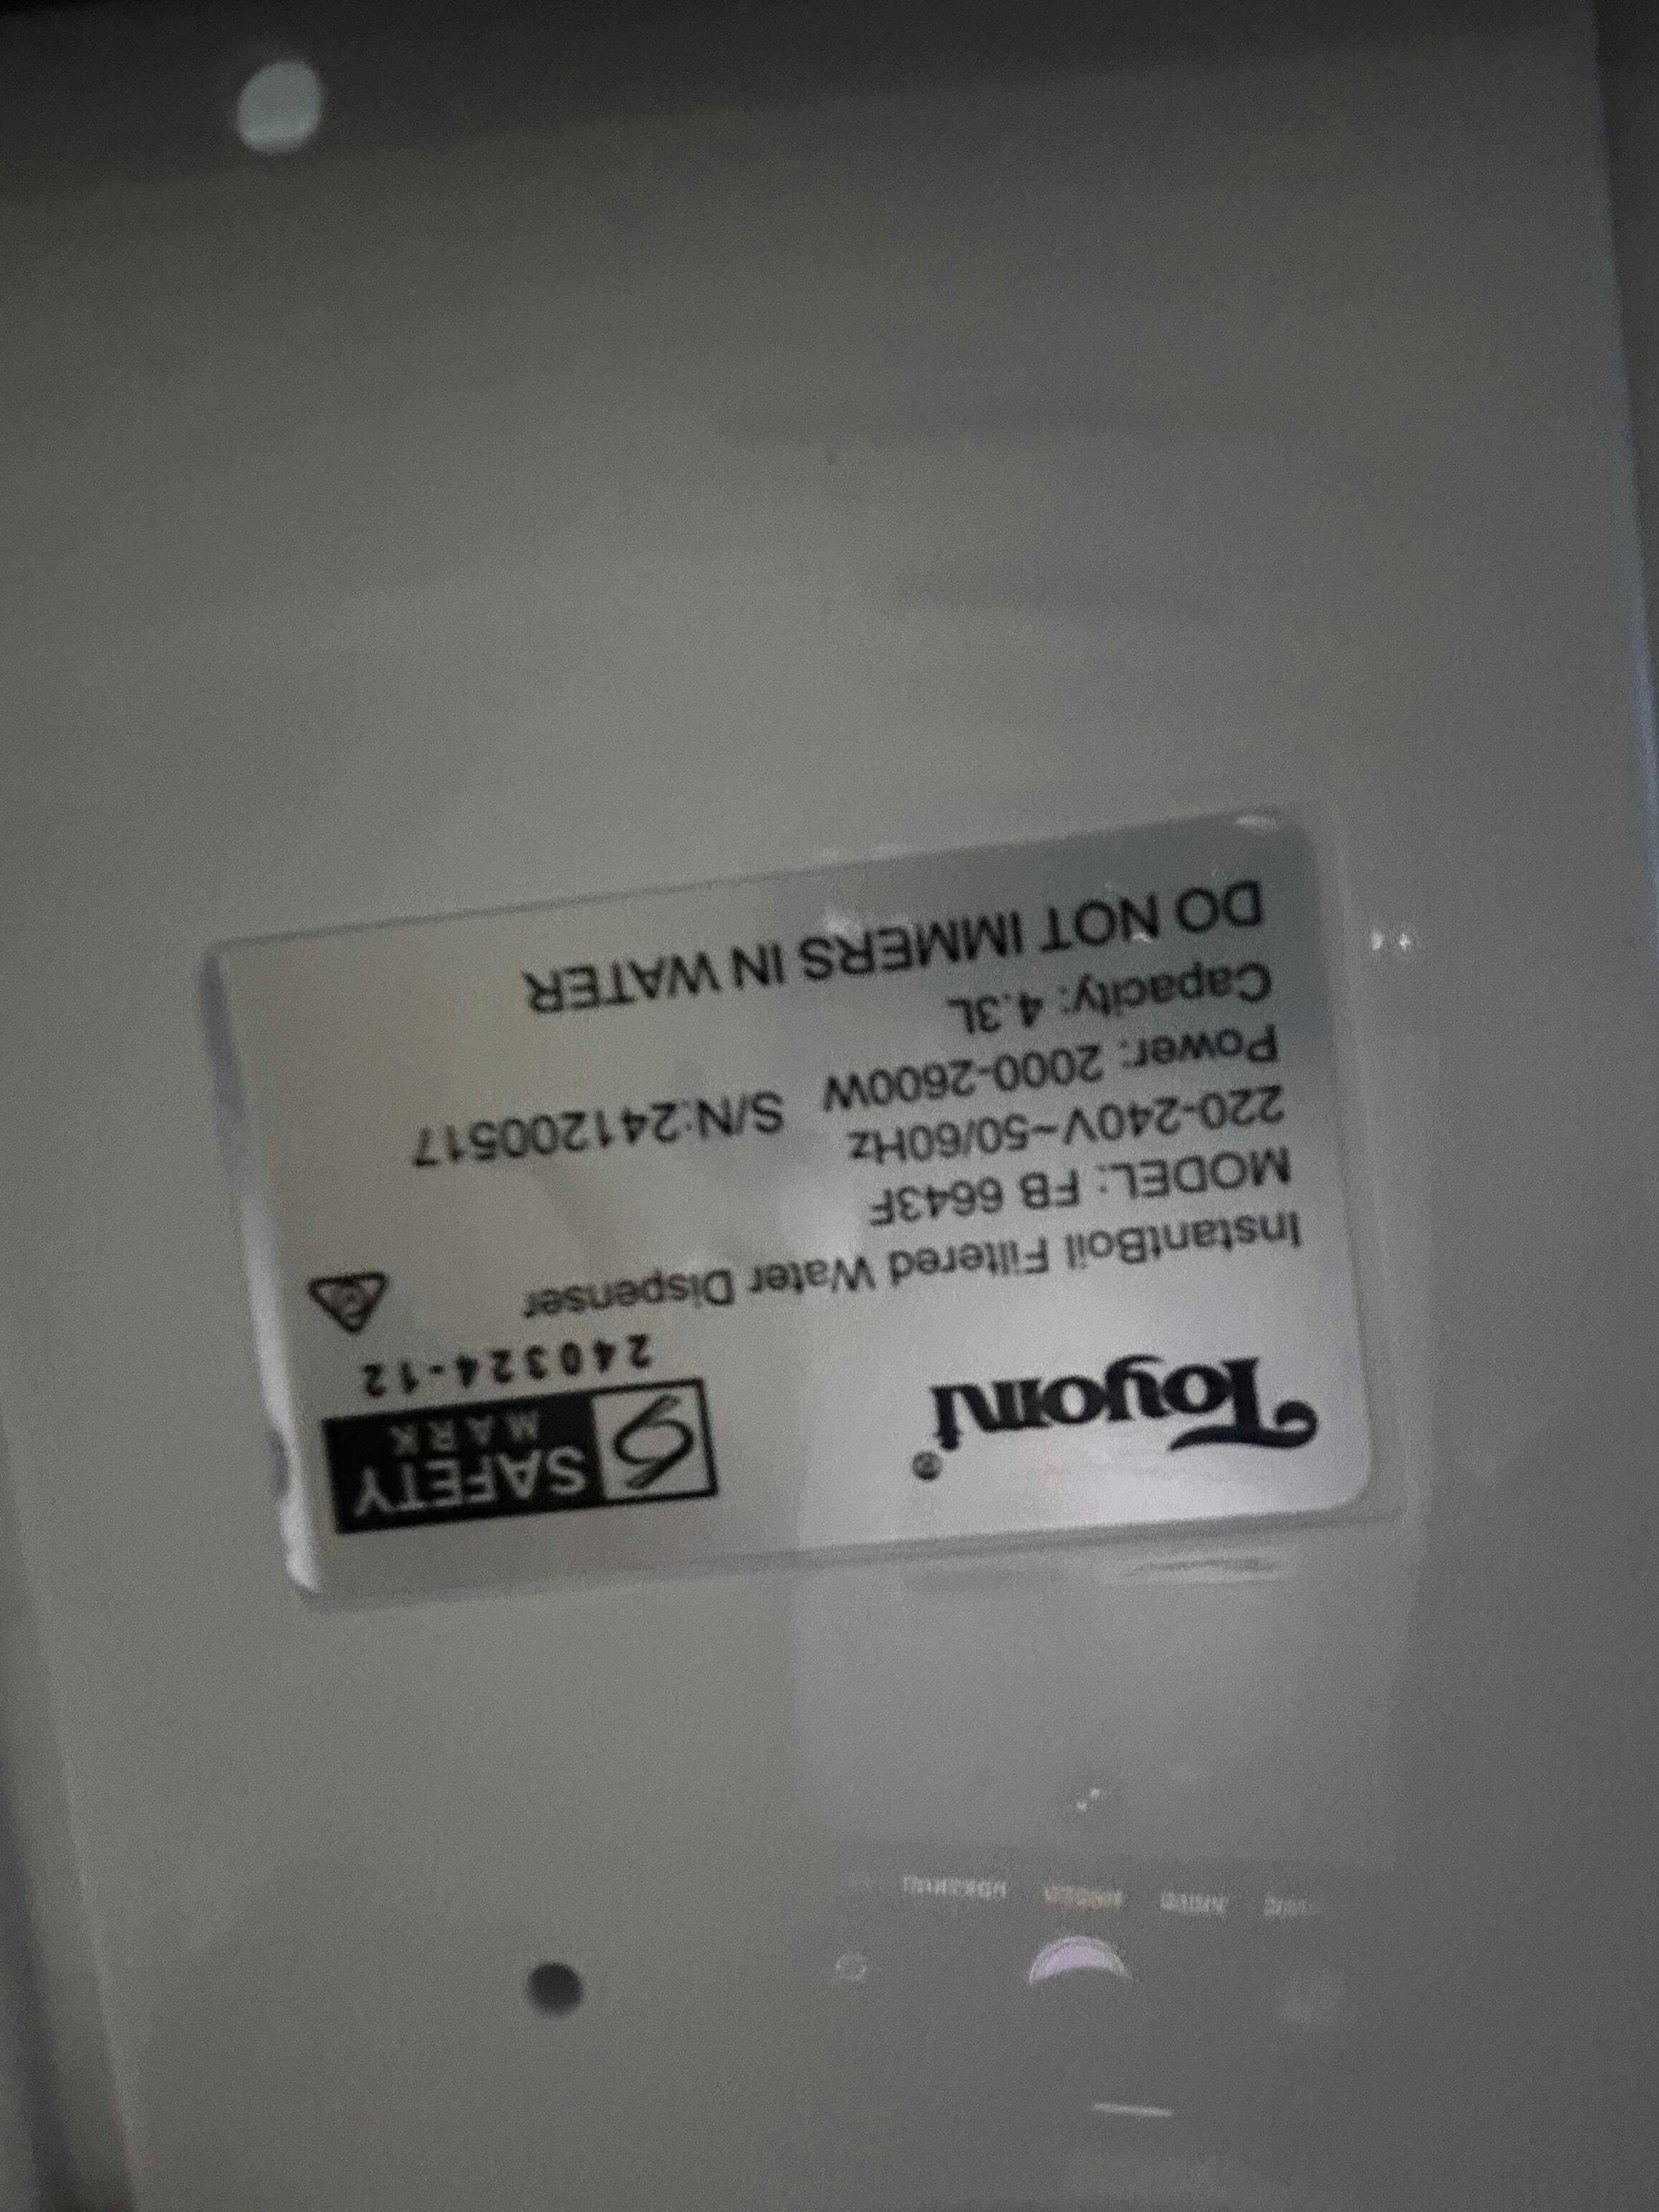 Toyomi®
SAFETY
MARK
240324-12
InstantBoil Filtered Water Dispenser
MODEL: FB 6643F
220-240V~50/60Hz
Power: 2000-2600W S/N:241200517
Capacity: 4.3L
DO NOT IMMERS IN WATER